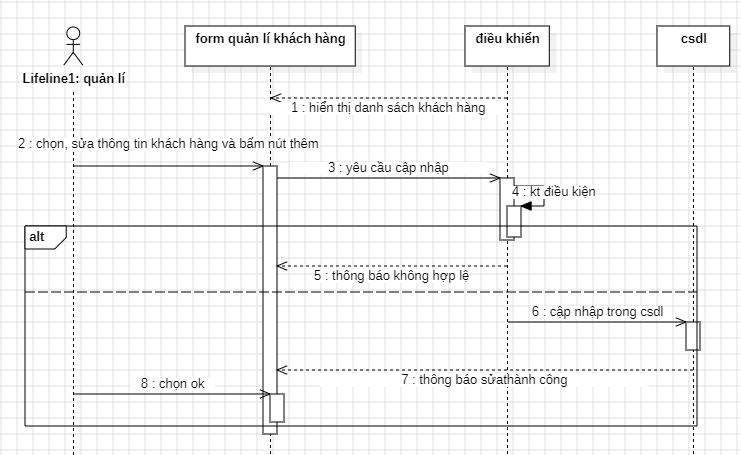 form quản lí khách hàng
điều khiển
csdl
Lifeline1: quản lí
1 : hiển thị danh sách khách hàng
2 : chọn, sửa thông tin khách hàng và bấm nút thêm
3 : yêu cầu cập nhập
4 : kt điều kiện
alt
5 : thông báo không hợp lệ
6 : cập nhập trong csdl
7 : thông báo sửathành công
8 : chọn ok